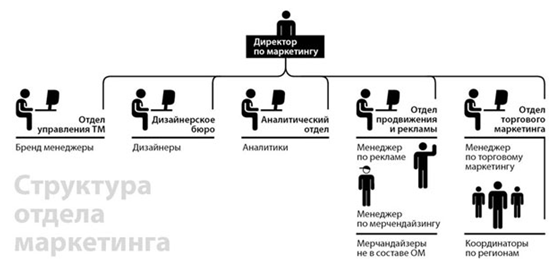 Директор
по маркетингу
Отдел
управления ТМ
Бренд менеджеры
Дизайнерское
бюро
Дизайнеры
Аналитический
отдел
Аналитики
Отдел
продвижения
и рекламы
Менеджер
по рекламе
Менеджер
по мерчендайзингу
Мерчандайзеры
не в составе ОМ
Отдел
торгового
маркетинга
Менеджер
по торговому
маркетингу
Координаторы
по регионам
Структура
отдела
маркетинга